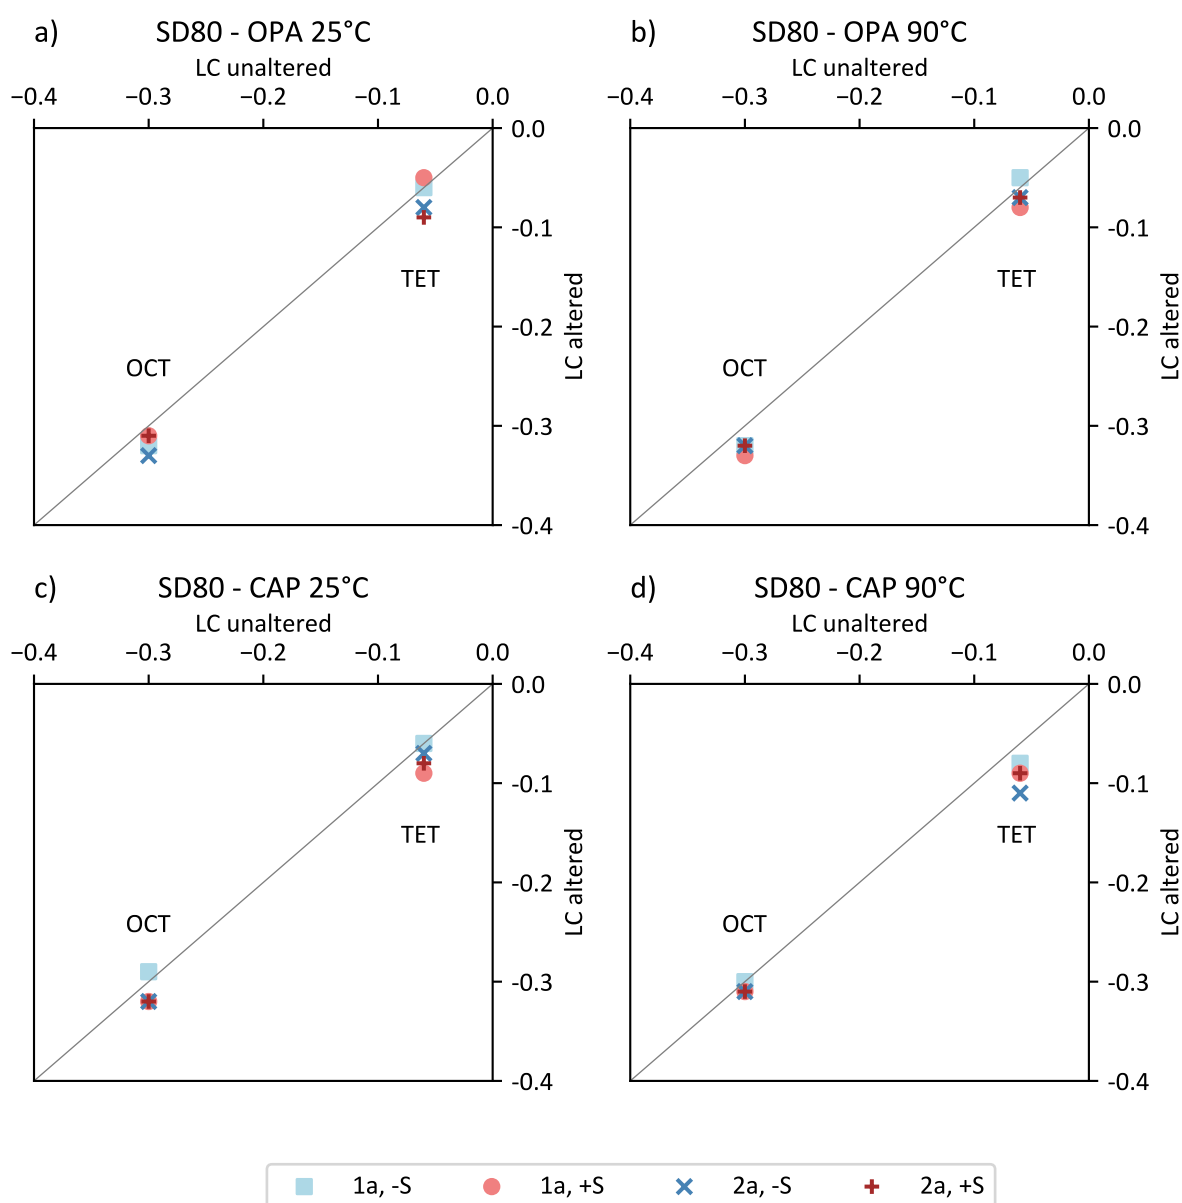 a) SD80 - OPA 25°C
LC unaltered
−0.4 −0.3 −0.2 −0.1 0.0
0.0
-0.1
TET
-0.2
LC altered
OCT
-0.3
-0.4
b) SD80 - OPA 90°C
LC unaltered
−0.4 −0.3 −0.2 −0.1 0.0
0.0
-0.1
TET
-0.2
LC altered
OCT
-0.3
-0.4
c) SD80 - CAP 25°C
LC unaltered
−0.4 −0.3 −0.2 −0.1 0.0
0.0
-0.1
TET
-0.2
LC altered
OCT
-0.3
-0.4
d) SD80 - CAP 90°C
LC unaltered
−0.4 −0.3 −0.2 −0.1 0.0
0.0
-0.1
TET
-0.2
LC altered
OCT
-0.3
-0.4
1a, -S 1a, +S 2a, -S 2a, +S